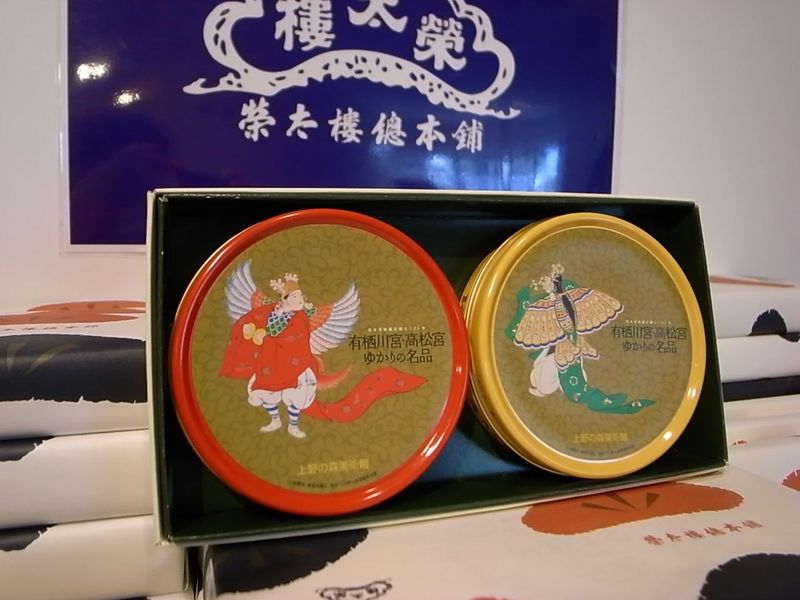 樓太榮
榮太樓總本鋪
有栖川宮・高松宮
ゆかりの名品
上野の森美術館
有栖川宮・高松宮
ゆかりの名品
上野の森美術館
榮太樓總本鋪